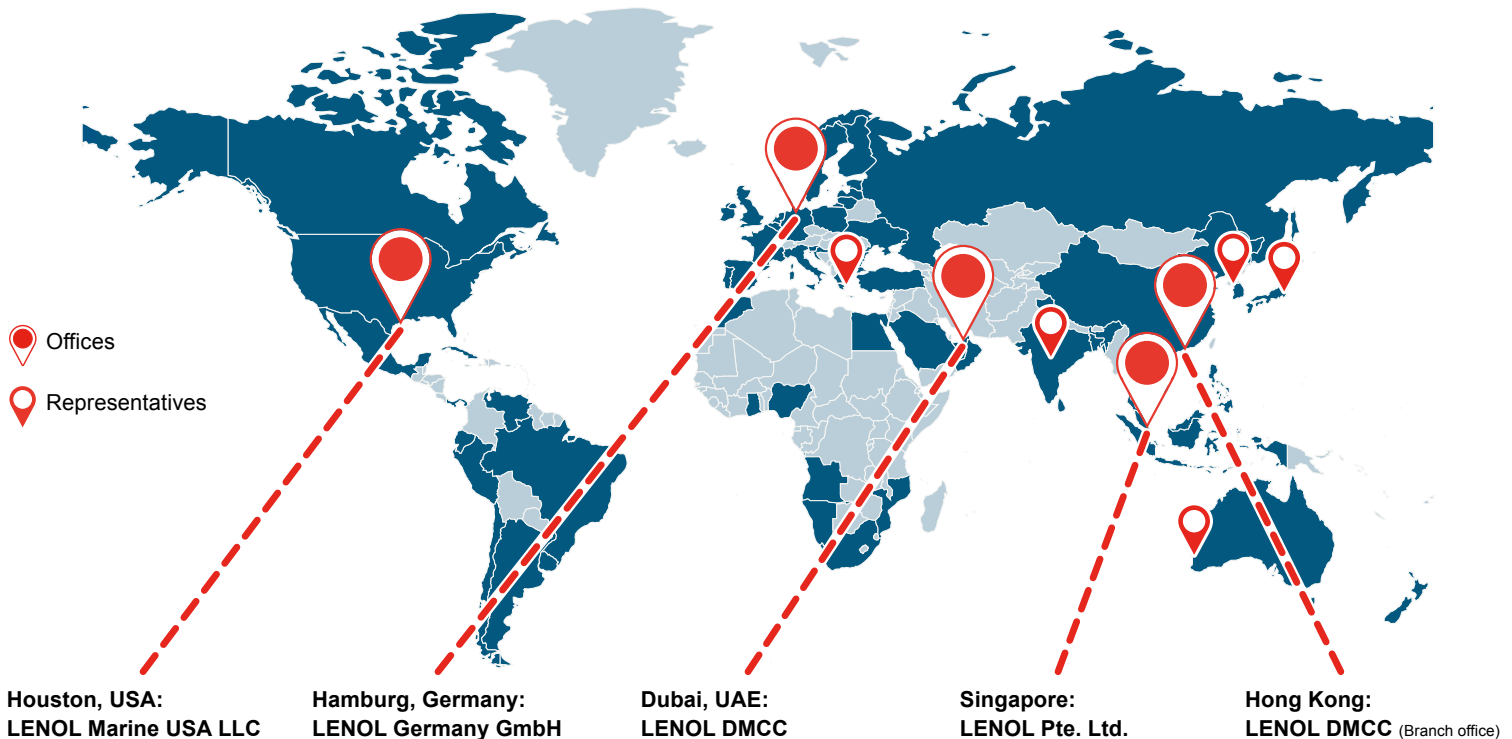 Offices
Representatives
Houston, USA:
LENOL Marine USA LLC
Hamburg, Germany:
LENOL Germany GmbH
Dubai, UAE:
LENOL DMCC
Singapore:
LENOL Pte. Ltd.
Hong Kong:
LENOL DMCC (Branch office)